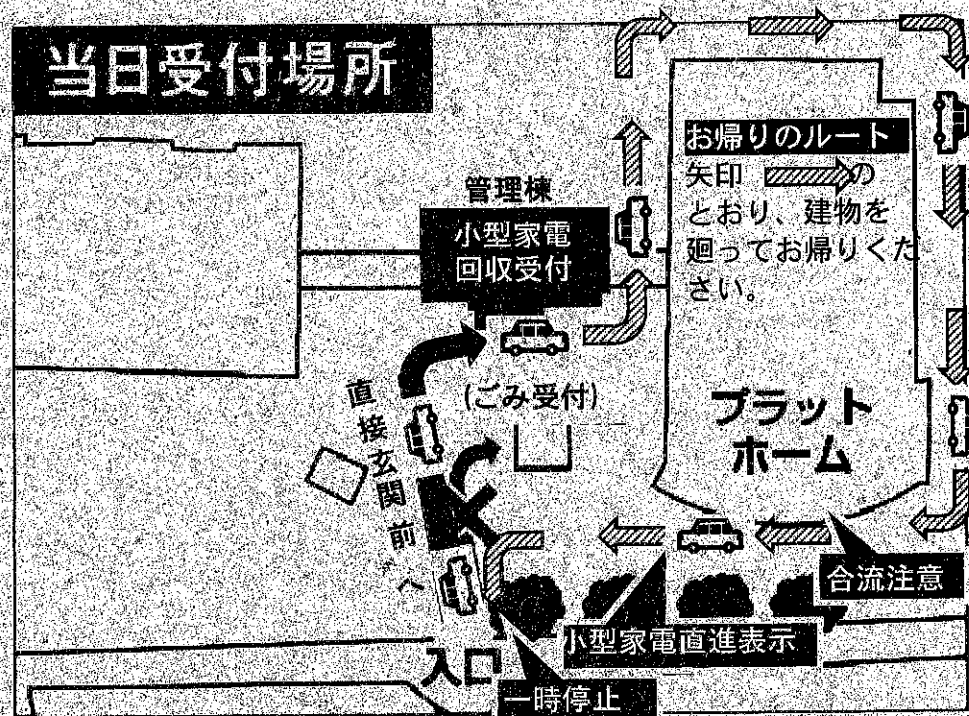 当日受付場所
お帰りのルート
矢印 の
とおり、建物を
廻ってお帰りくだ
さい。
管理棟
小型家電
回収受付
(ごみ受付)
直接玄関前へ
プラット
ホーム
合流注意
小型家電直進表示
入口
一時停止